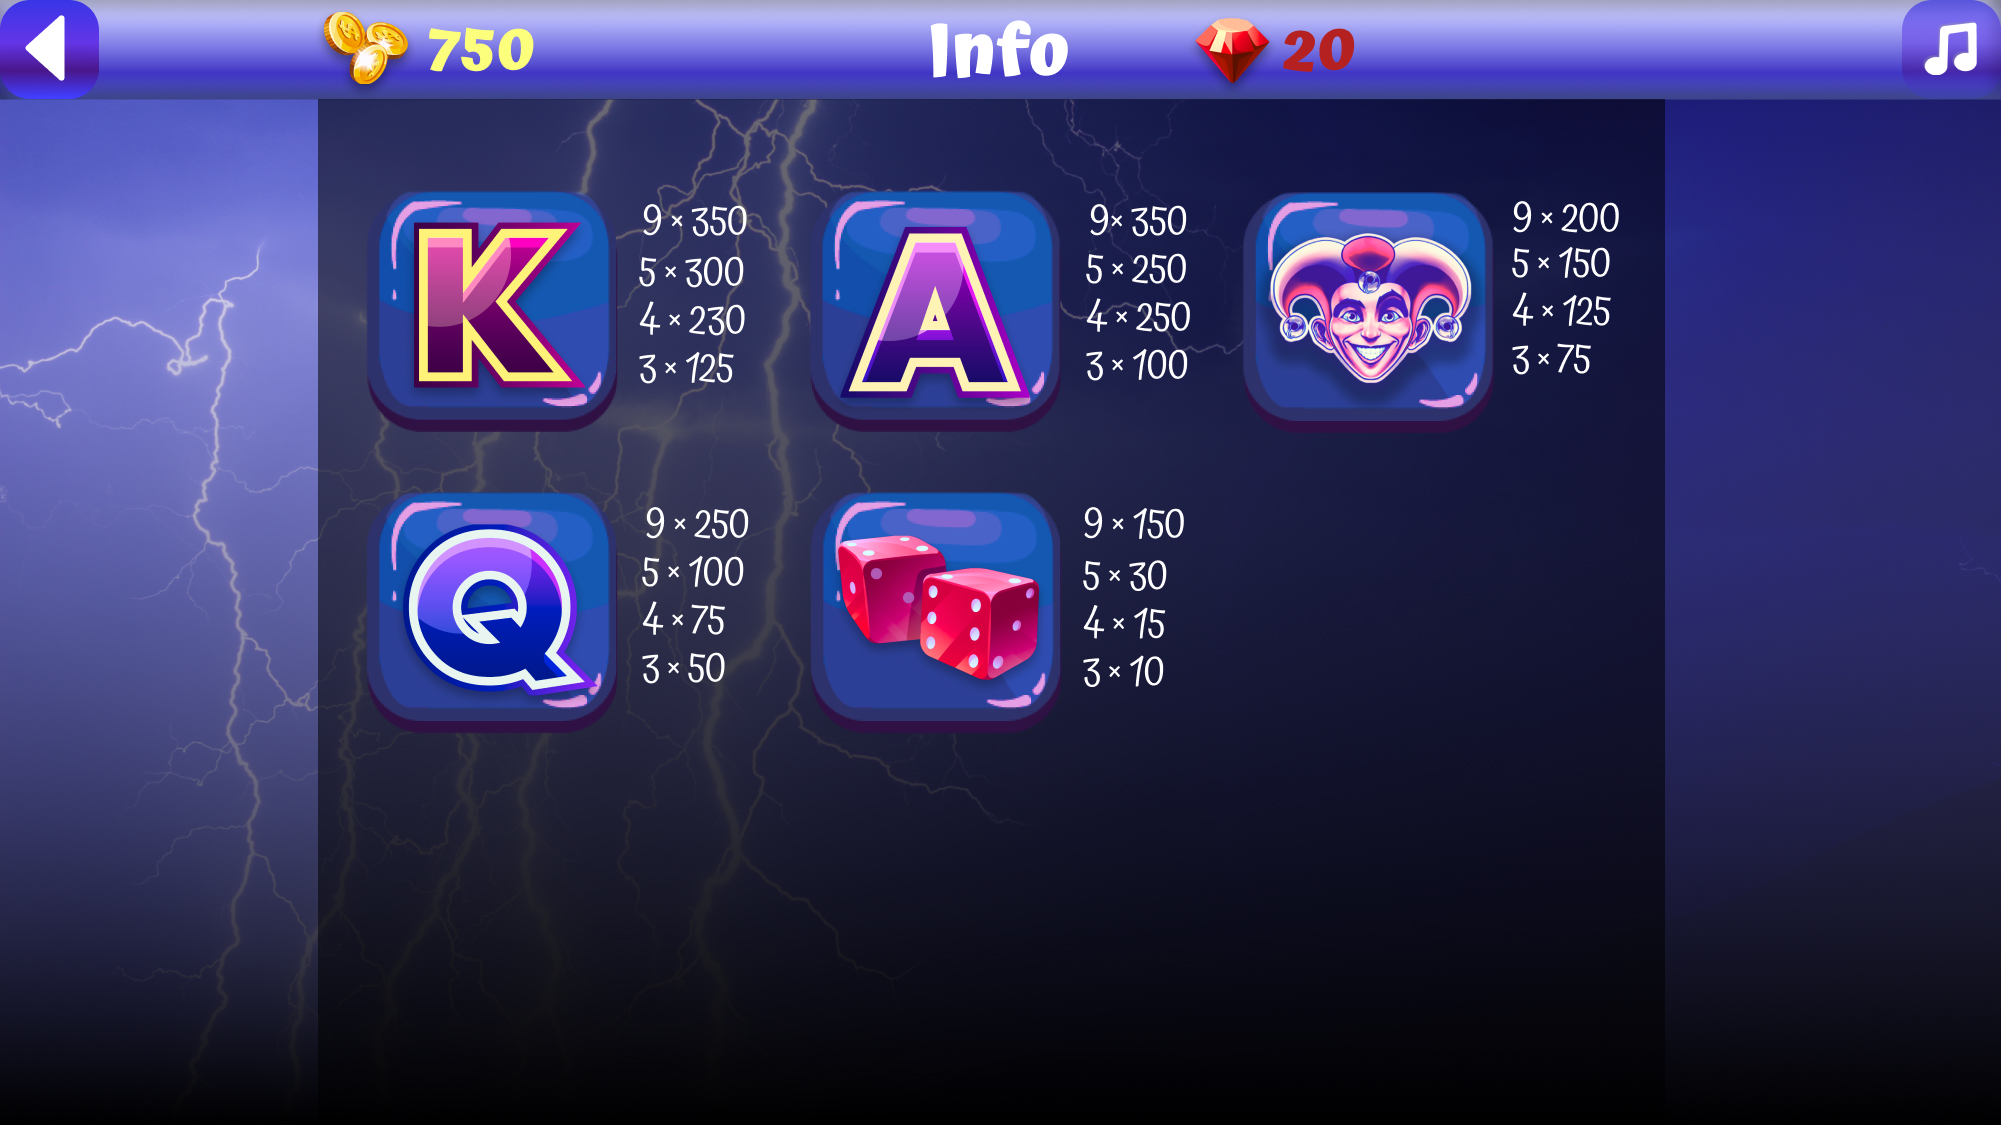 750 Info 20
K
9 × 350
5 × 300
4 × 230
3 × 125
A
9× 350
5 × 250
4 × 250
3 × 100
9 × 200
5 × 150
4 × 125
3 × 75
Q
9 × 250
5 × 100
4 × 75
3 × 50
9 × 150
5 × 30
4 × 15
3 × 10